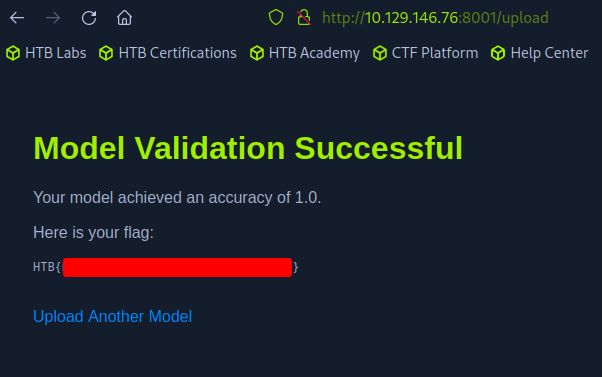 http://10.129.146.76:8001/upload
HTB Labs HTB Certifications HTB Academy CTF Platform Help Center
Model Validation Successful
Your model achieved an accuracy of 1.0.
Here is your flag:
HTB{ }
Upload Another Model